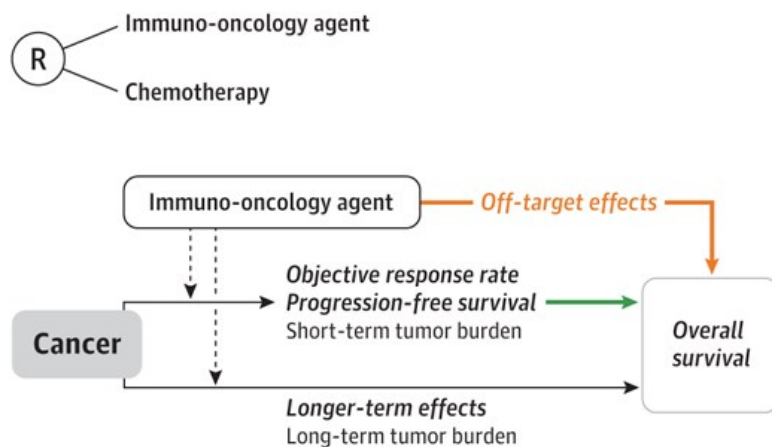 Immuno-oncology agent
R
Chemotherapy
Immuno-oncology agent
Off-target effects
Objective response rate
Progression-free survival
Short-term tumor burden
Cancer
Overall
survival
Longer-term effects
Long-term tumor burden